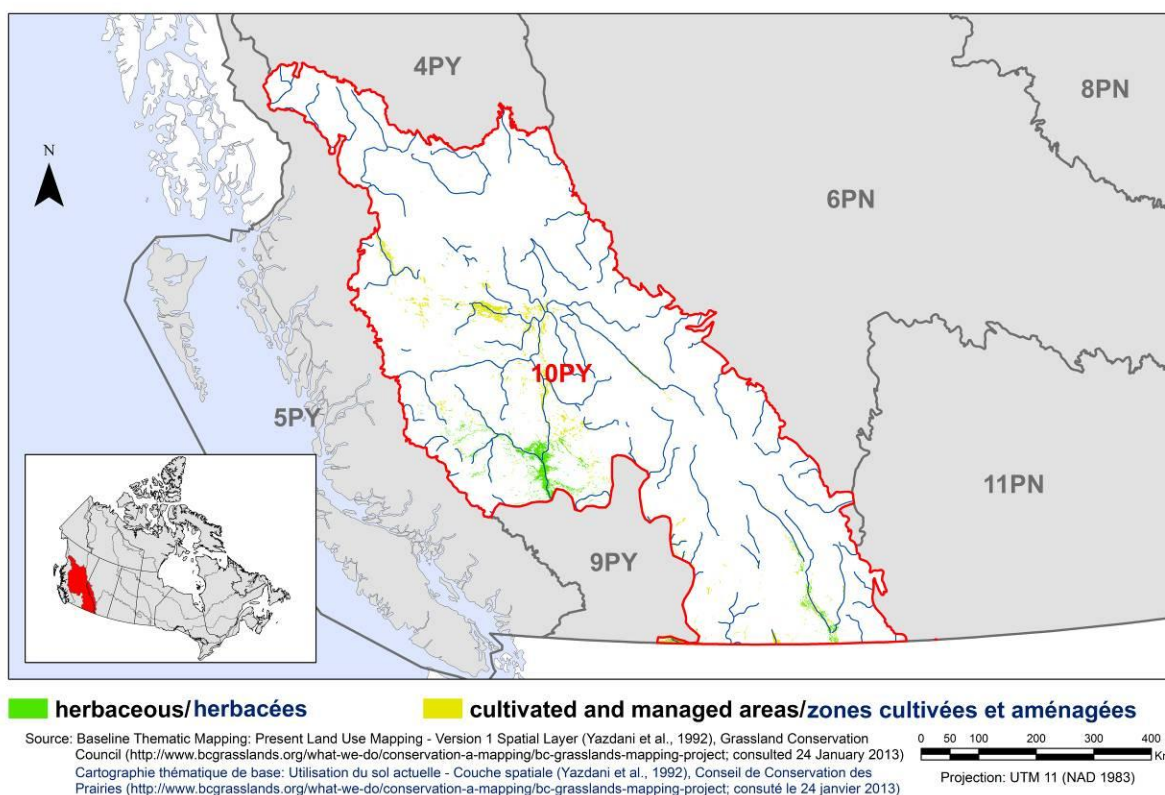 4PY
8PN
N
6PN
10PY
5PY
11PN
9PY
herbaceous/herbacées
cultivated and managed areas/zones cultivées et aménagées
Source: Baseline Thematic Mapping: Present Land Use Mapping - Version 1 Spatial Layer (Yazdani et al., 1992), Grassland Conservation
Council (http://www.bcgrasslands.org/what-we-do/conservation-a-mapping/bc-grasslands-mapping-project; consulted 24 January 2013)
Cartographie thématique de base: Utilisation du sol actuelle - Couche spatiale (Yazdani et al., 1992), Conseil de Conservation des
Prairies (http://www.bcgrasslands.org/what-we-do/conservation-a-mapping/bc-grasslands-mapping-project; consuté le 24 janvier 2013)
0 50 100 200 300 400
Km
Projection: UTM 11 (NAD 1983)